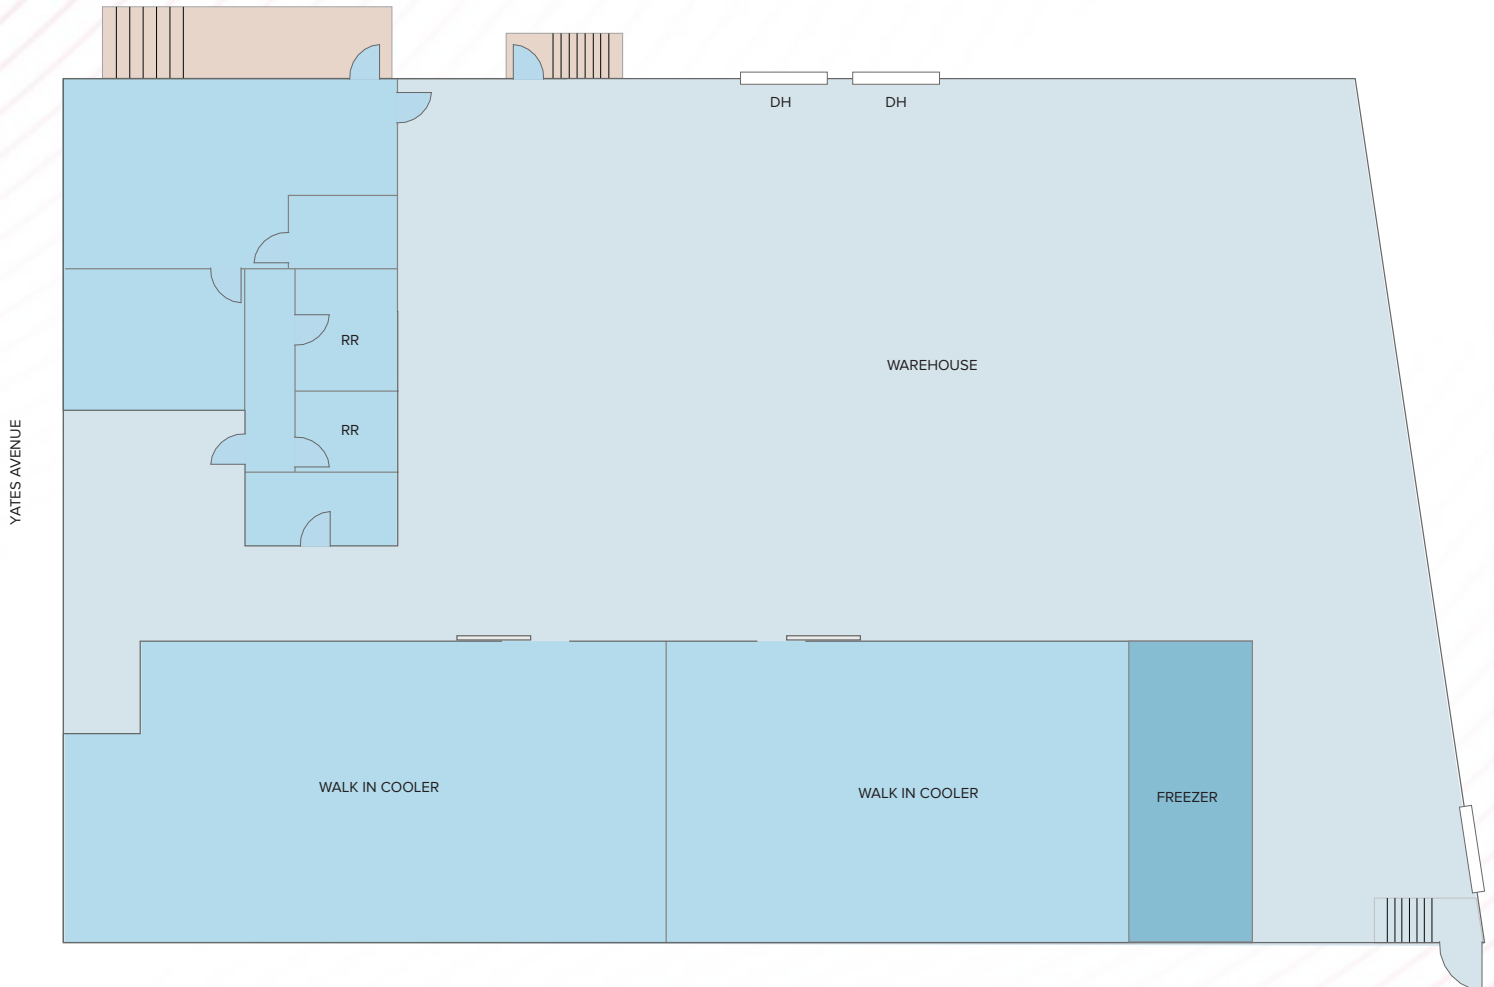 DH
DH
RR
WAREHOUSE
RR
YATES AVENUE
WALK IN COOLER
WALK IN COOLER
FREEZER